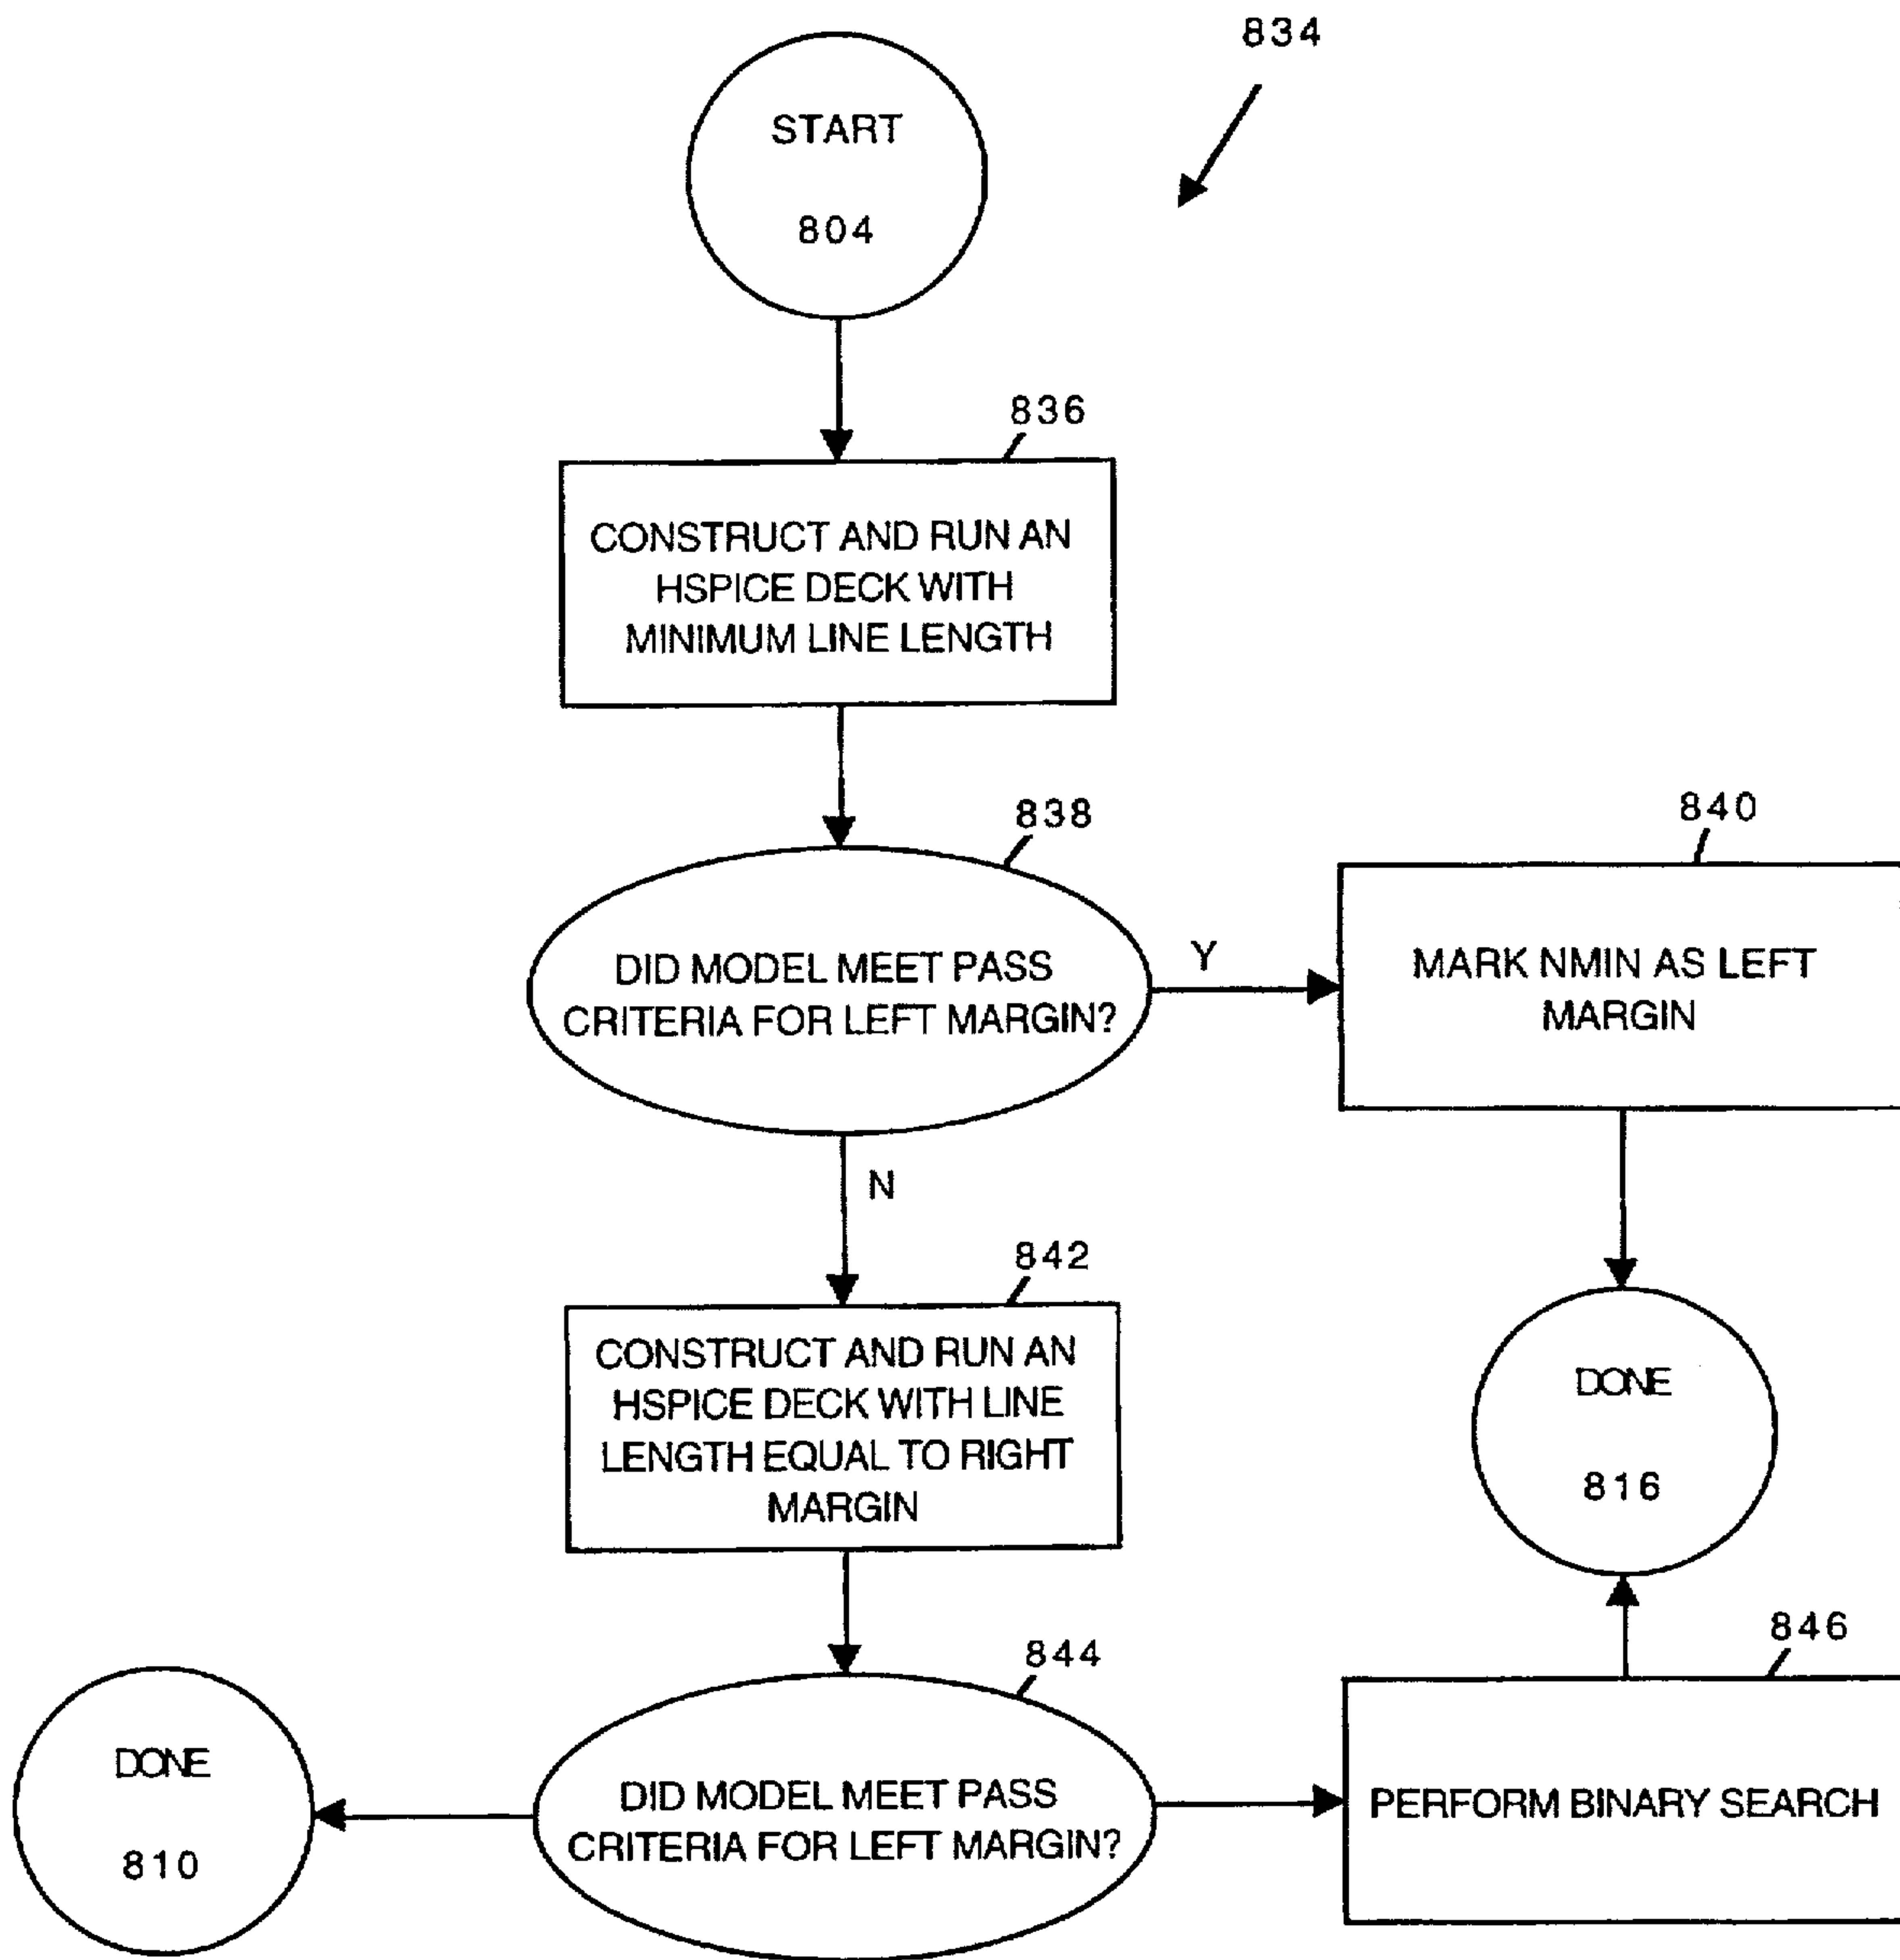 834
START
804
836
CONSTRUCT AND RUN AN
HSPICE DECK WITH
MINIMUM LINE LENGTH
838
DID MODEL MEET PASS
CRITERIA FOR LEFT MARGIN?
Y
840
MARK NMIN AS LEFT
MARGIN
N
842
CONSTRUCT AND RUN AN
HSPICE DECK WITH LINE
LENGTH EQUAL TO RIGHT
MARGIN
DONE
816
844
DID MODEL MEET PASS
CRITERIA FOR LEFT MARGIN?
DONE
810
846
PERFORM BINARY SEARCH